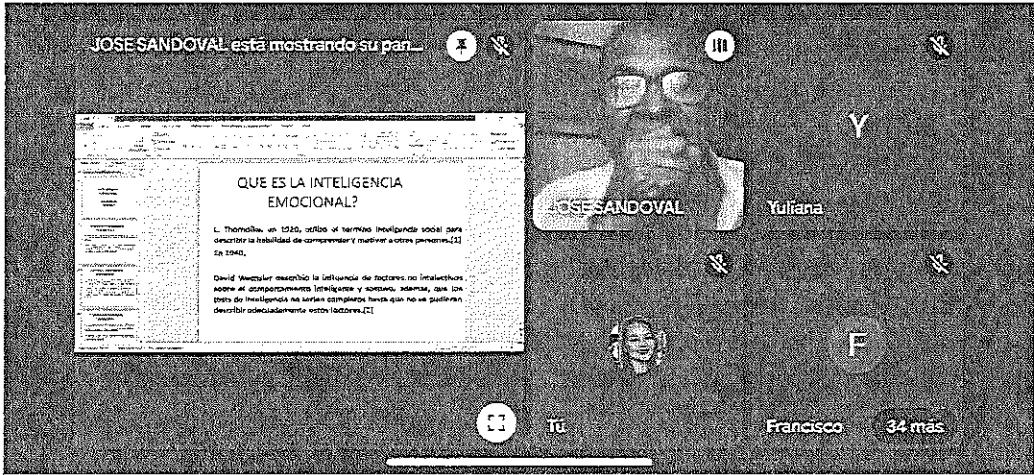 JOSE SANDOVAL está mostrando su pan...
QUE ES LA INTELIGENCIA
EMOCIONAL?
L. Thorndike, en 1920, utilizó el termino inteligencia social para
describir la habilidad de comprender y motivar a otras personas.[1]
En 1940,
David Wechsler describió la influencia de factores no intelectivos
sobre el comportamiento inteligente y sostuvo, además, que los
tests de inteligencia no serían completos hasta que no se pudieran
describir adecuadamente estos factores.[1]
JOSE SANDOVAL
Y
Yuliana
Tú
F
Francisco
34 más